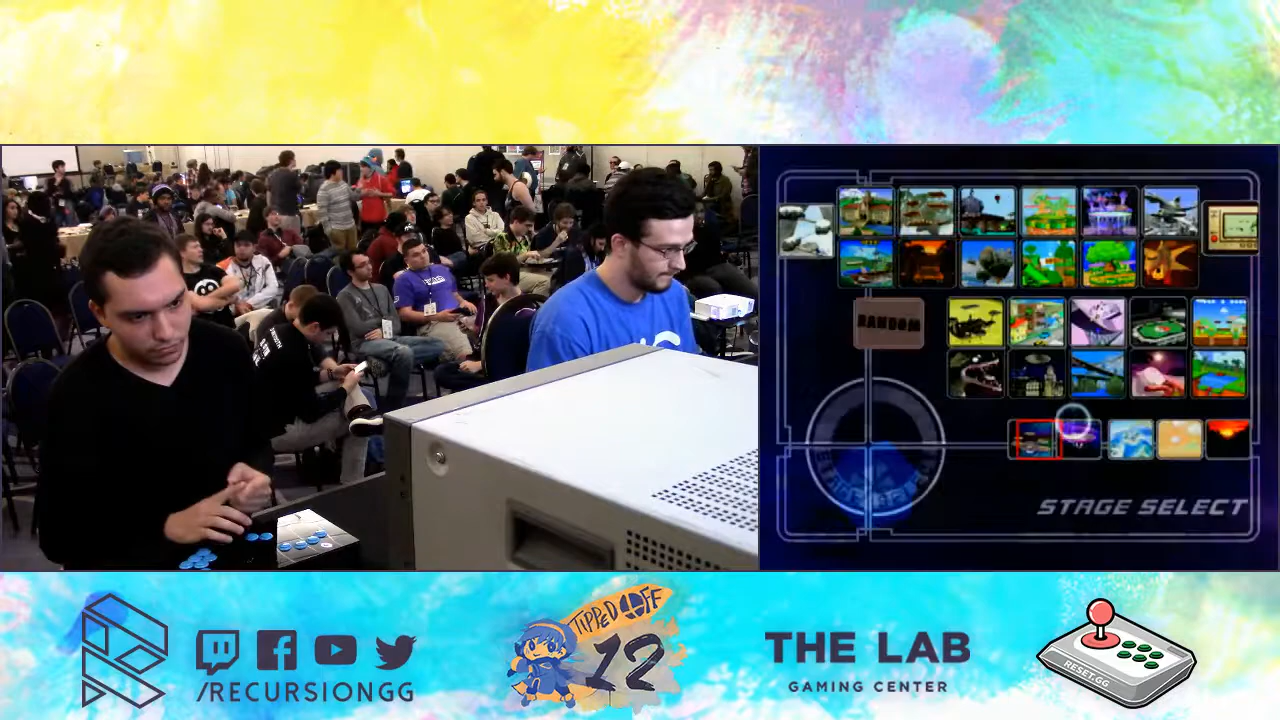 RANDOM
STAGE SELECT
/RECURSIONGG
TIPPED OFF
12
THE LAB
GAMING CENTER
RESET.GG